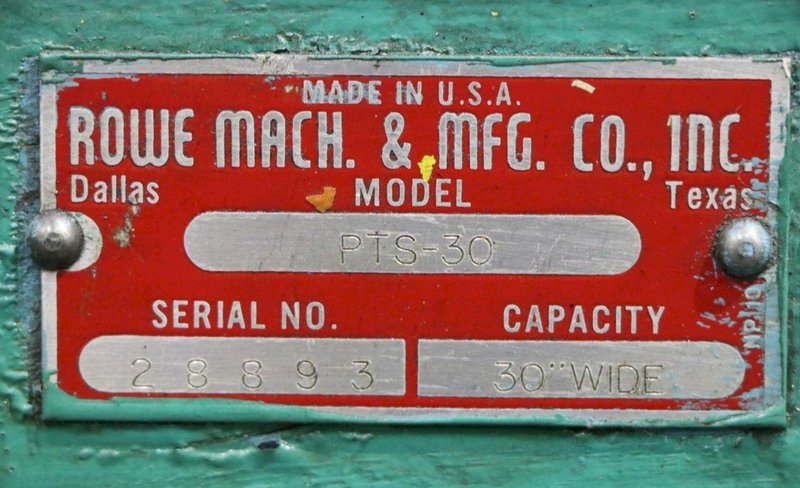 MADE IN U.S.A.
ROWE MACH. & MFG. CO., INC.
Dallas MODEL Texas
PTS-30
SERIAL NO. CAPACITY
28893 30" WIDE